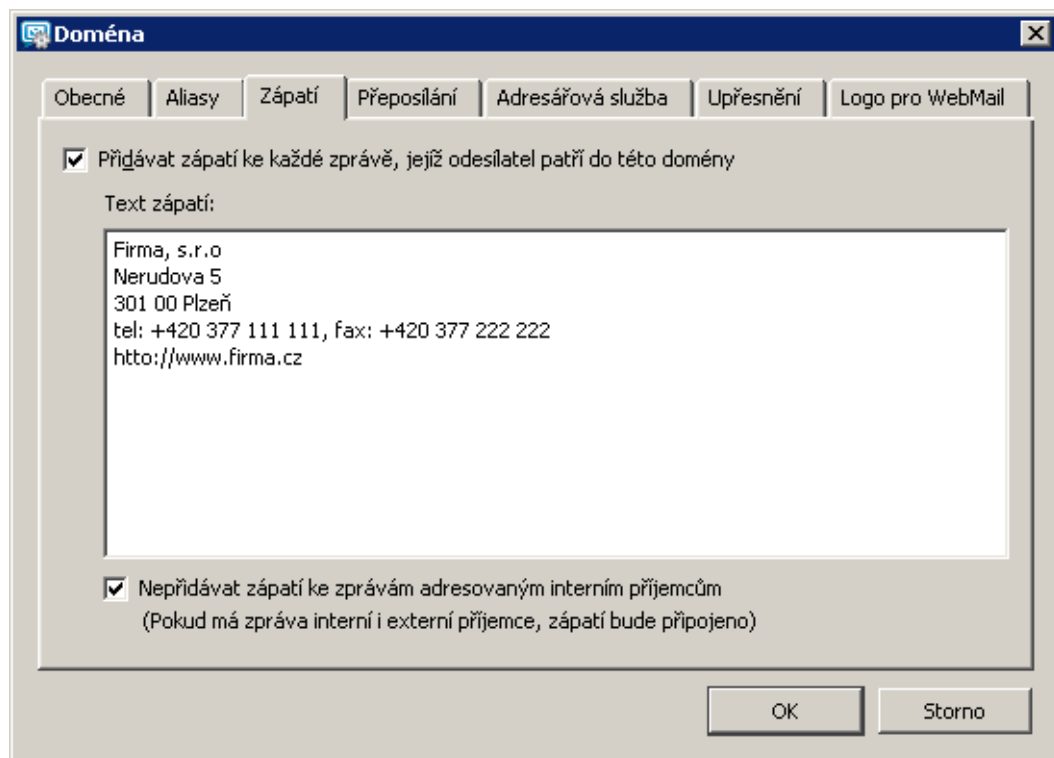 Doména
Obecné Aliasy Zápatí Přeposílání Adresářová služba Upřesnění Logo pro WebMail
Přidávat zápatí ke každé zprávě, jejíž odesílatel patří do této domény
Text zápatí:
Firma, s.r.o
Nerudova 5
301 00 Plzeň
tel: +420 377 111 111, fax: +420 377 222 222
htto://www.firma.cz
Nepřidávat zápatí ke zprávám adresovaným interním příjemcům
(Pokud má zpráva interní i externí příjemce, zápatí bude připojeno)
OK Storno